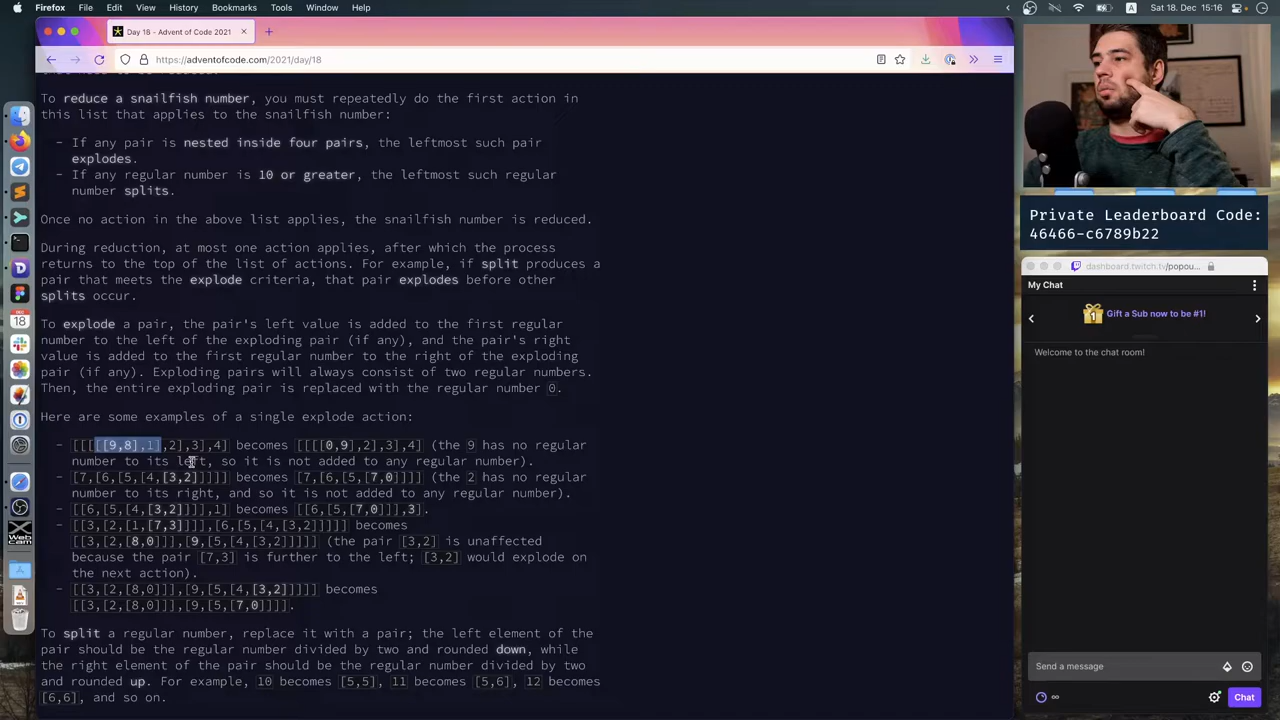 Firefox File Edit View History Bookmarks Tools Window Help
Sat 18. Dec 15:16
Day 18 - Advent of Code 2021
https://adventofcode.com/2021/day/18
To reduce a snailfish number, you must repeatedly do the first action in
this list that applies to the snailfish number:
- If any pair is nested inside four pairs, the leftmost such pair
explodes.
- If any regular number is 10 or greater, the leftmost such regular
number splits.
Once no action in the above list applies, the snailfish number is reduced.
During reduction, at most one action applies, after which the process
returns to the top of the list of actions. For example, if split produces a
pair that meets the explode criteria, that pair explodes before other
splits occur.
To explode a pair, the pair's left value is added to the first regular
number to the left of the exploding pair (if any), and the pair's right
value is added to the first regular number to the right of the exploding
pair (if any). Exploding pairs will always consist of two regular numbers.
Then, the entire exploding pair is replaced with the regular number 0.
Here are some examples of a single explode action:
- [[[[[9,8],1],2],3],4] becomes [[[[0,9],2],3],4] (the 9 has no regular
number to its left, so it is not added to any regular number).
- [7,[6,[5,[4,[3,2]]]]] becomes [7,[6,[5,[7,0]]]] (the 2 has no regular
number to its right, and so it is not added to any regular number).
- [[6,[5,[4,[3,2]]]],1] becomes [[6,[5,[7,0]]],3].
- [[3,[2,[1,[7,3]]]],[6,[5,[4,[3,2]]]]] becomes
[[3,[2,[8,0]]],[9,[5,[4,[3,2]]]]] (the pair [3,2] is unaffected
because the pair [7,3] is further to the left; [3,2] would explode on
the next action).
- [[3,[2,[8,0]]],[9,[5,[4,[3,2]]]]] becomes
[[3,[2,[8,0]]],[9,[5,[7,0]]]].
To split a regular number, replace it with a pair; the left element of the
pair should be the regular number divided by two and rounded down, while
the right element of the pair should be the regular number divided by two
and rounded up. For example, 10 becomes [5,5], 11 becomes [5,6], 12 becomes
[6,6], and so on.
DEC
18
Private Leaderboard Code:
46466-c6789b22
dashboard.twitch.tv/popou...
My Chat
1 Gift a Sub now to be #1!
Welcome to the chat room!
Send a message
∞
Chat